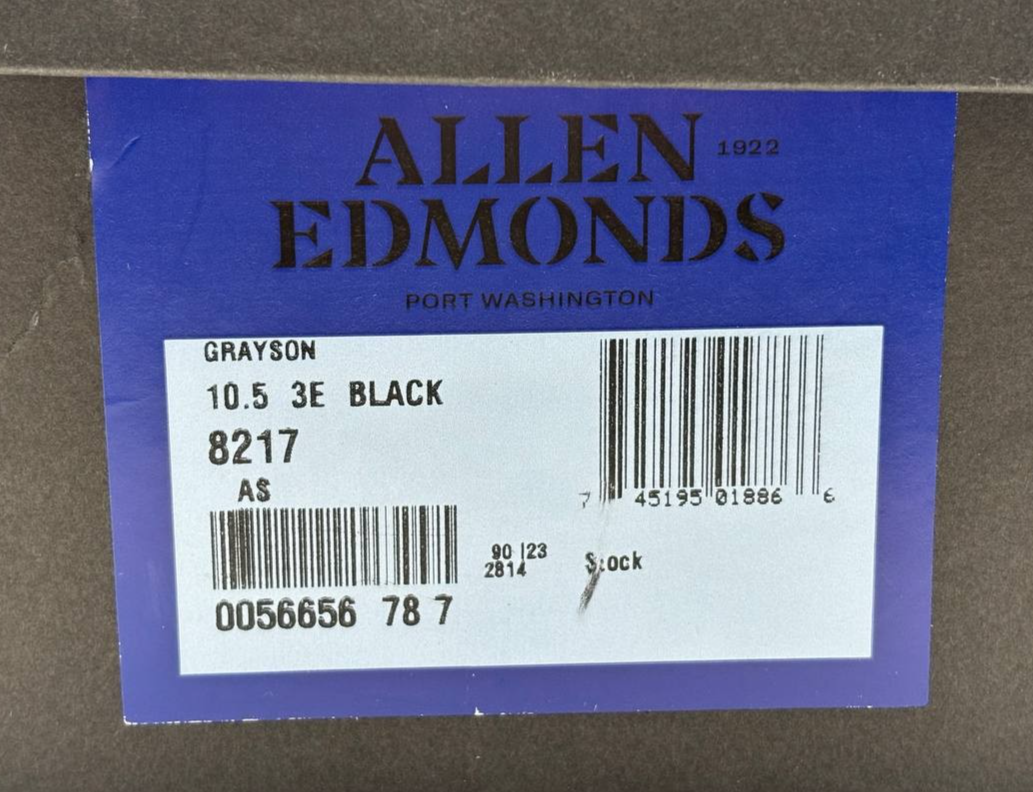 ALLEN 1922
EDMONDS
PORT WASHINGTON
GRAYSON
10.5 3E BLACK
8217
AS
7 45195 01886 6
90 |23
2814
Stock
0056656 78 7